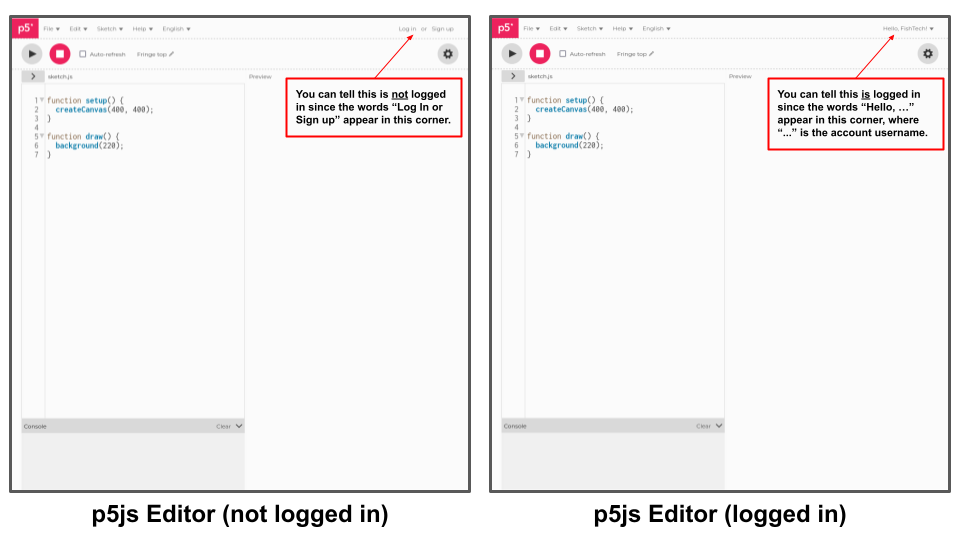 p5* File Edit Sketch Help English Log in or Sign up
Auto-refresh Fringe top
sketch.js Preview
You can tell this is not logged
in since the words “Log In or
Sign up” appear in this corner.
1 function setup() {
2 createCanvas(400, 400);
3 }
4
5 function draw() {
6 background(220);
7 }
Console Clear
p5js Editor (not logged in)
p5* File Edit Sketch Help English Hello, FishTech!
Auto-refresh Fringe top
sketch.js Preview
You can tell this is logged in
since the words “Hello, …”
appear in this corner, where
“...” is the account username.
1 function setup() {
2 createCanvas(400, 400);
3 }
4
5 function draw() {
6 background(220);
7 }
Console Clear
p5js Editor (logged in)